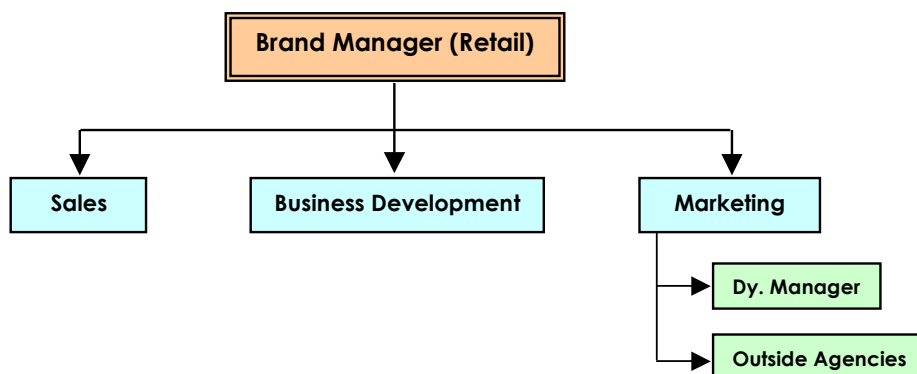 Brand Manager (Retail)
Sales
Business Development
Marketing
Dy. Manager
Outside Agencies